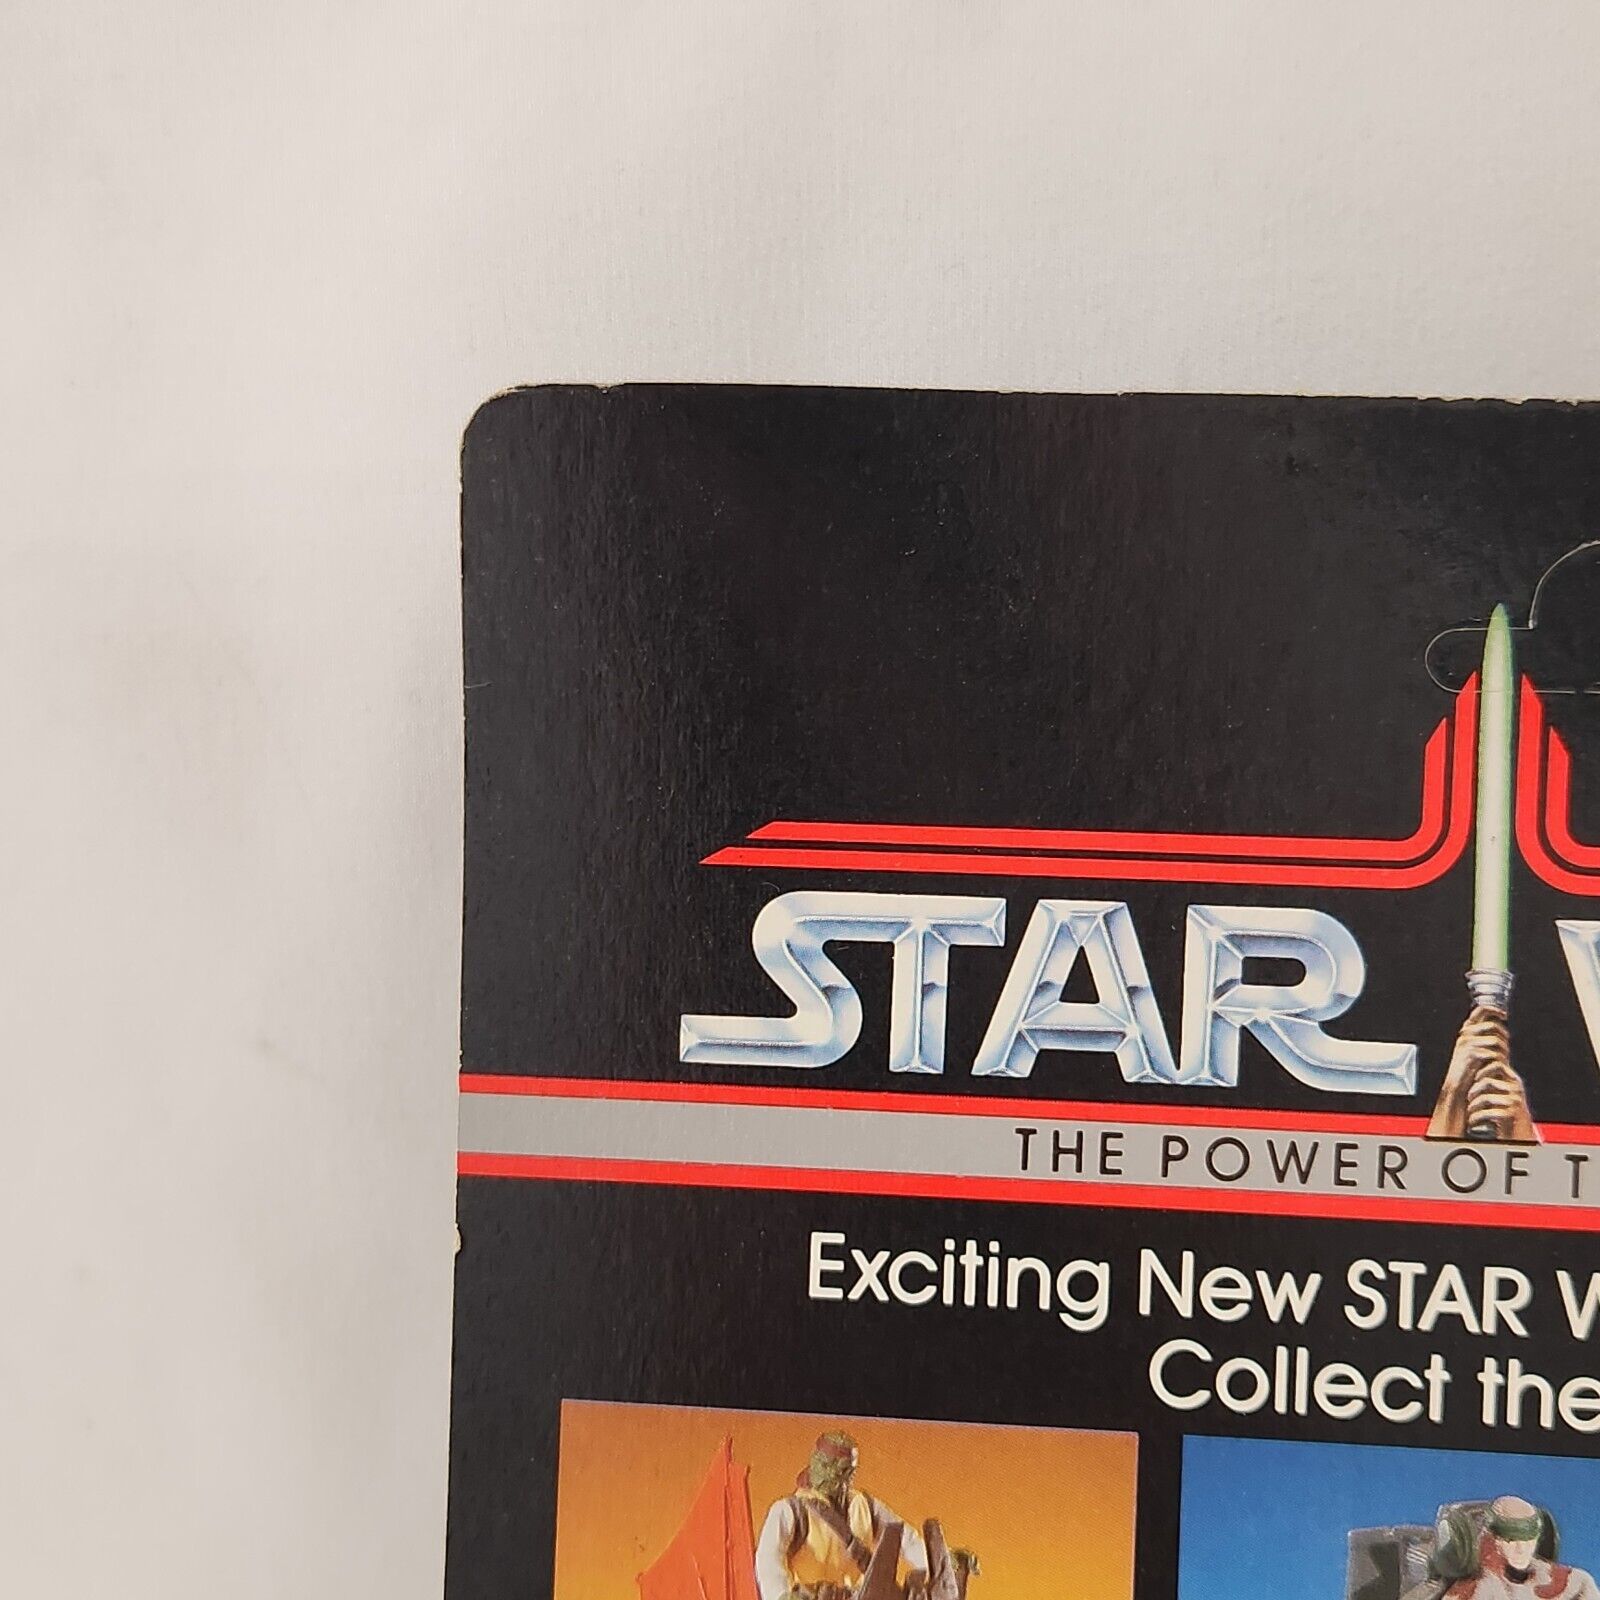 STAR
THE POWER OF T
Exciting New STAR W
Collect the